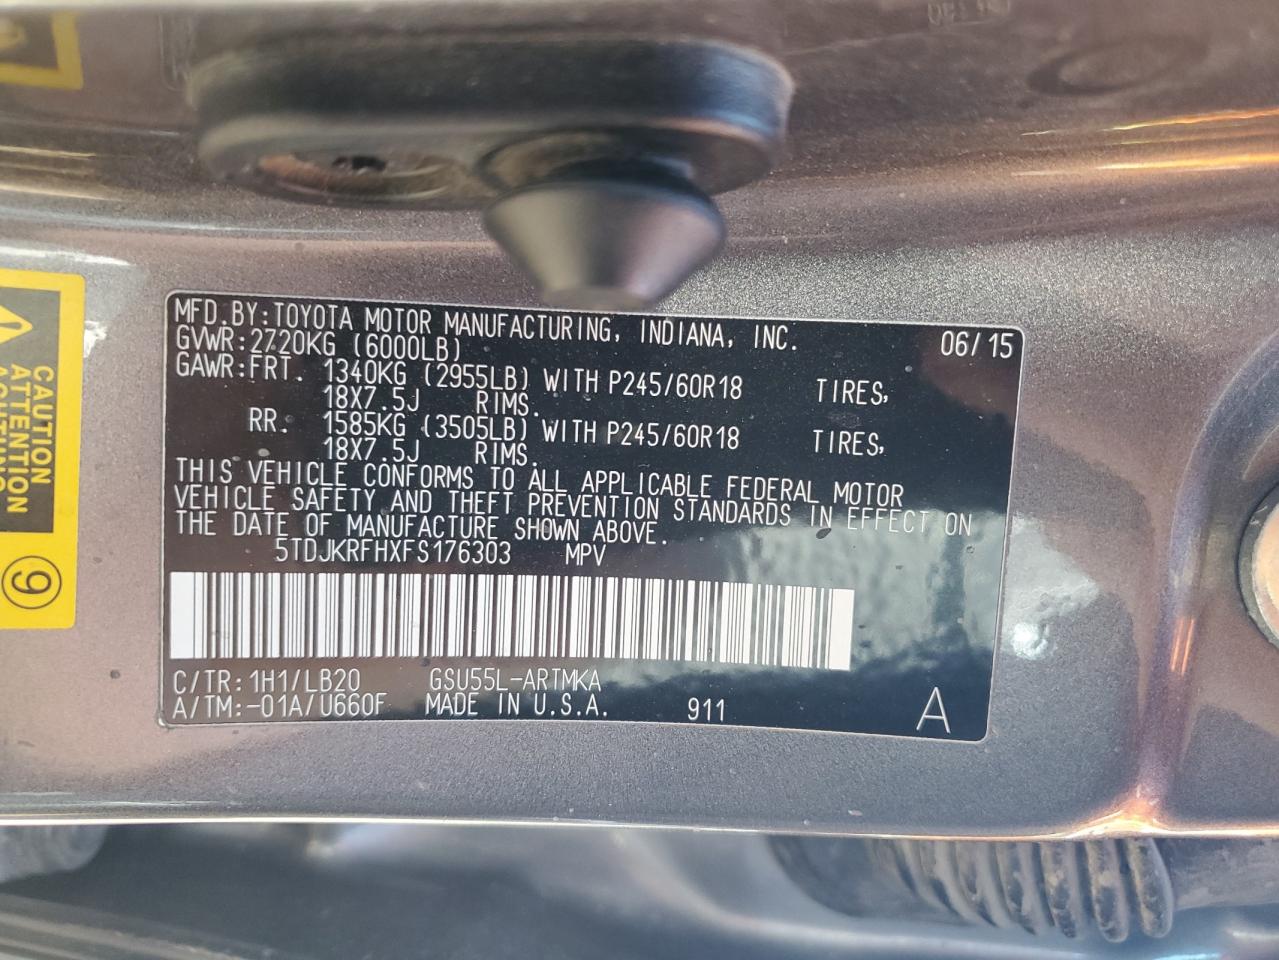 MFD.BY:TOYOTA MOTOR MANUFACTURING, INDIANA, INC. 06/15
GVWR:2720KG (6000LB)
GAWR:FRT. 1340KG (2955LB) WITH P245/60R18 TIRES,
18X7.5J RIMS.
RR. 1585KG (3505LB) WITH P245/60R18 TIRES,
18X7.5J RIMS.
THIS VEHICLE CONFORMS TO ALL APPLICABLE FEDERAL MOTOR
VEHICLE SAFETY AND THEFT PREVENTION STANDARDS IN EFFECT ON
THE DATE OF MANUFACTURE SHOWN ABOVE.
5TDJKRFHXFS176303 MPV
C/TR:1H1/LB20 GSU55L-ARTMKA
A/TM:-01A/U660F MADE IN U.S.A. 911 A
CAUTION
ATTENTION
9